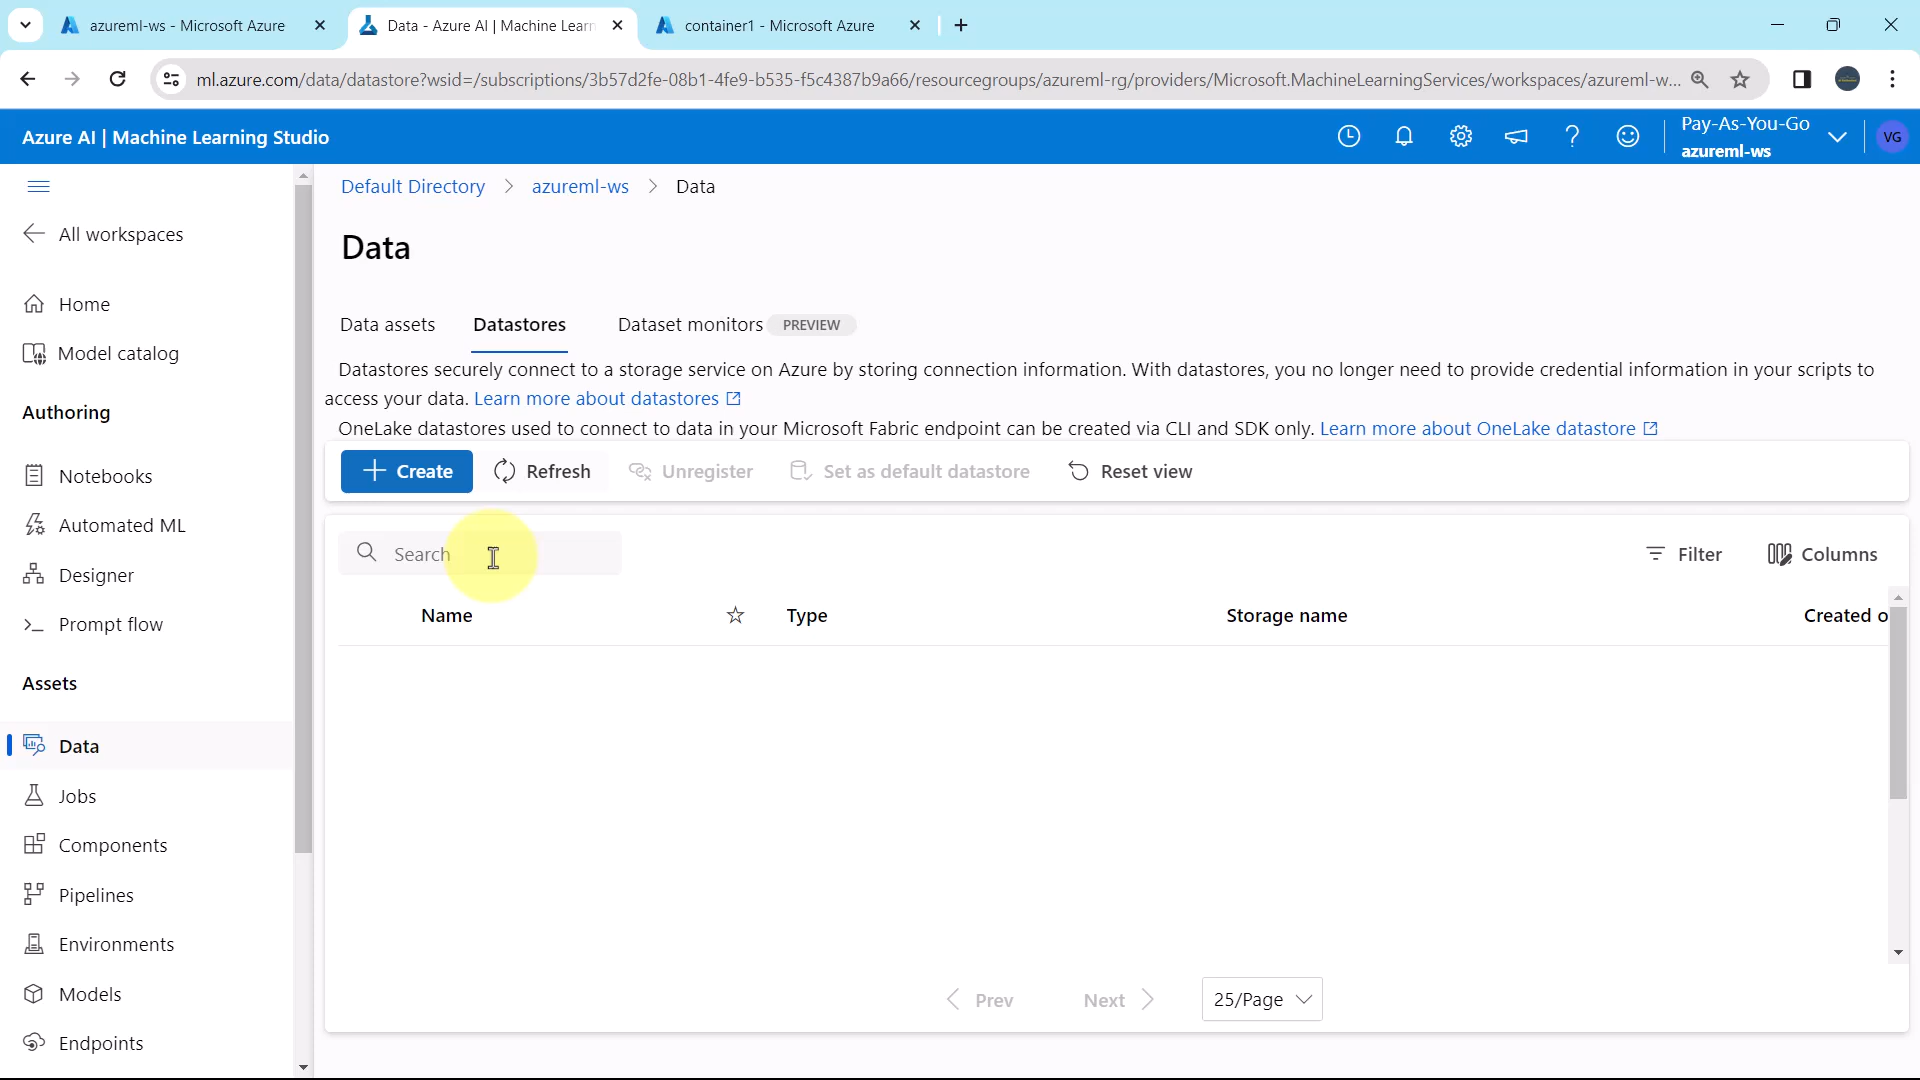 azureml-ws - Microsoft Azure
Data - Azure AI | Machine Learn
container1 - Microsoft Azure
ml.azure.com/data/datastore?wsid=/subscriptions/3b57d2fe-08b1-4fe9-b535-f5c4387b9a66/resourcegroups/azureml-rg/providers/Microsoft.MachineLearningServices/workspaces/azureml-w...
Azure AI | Machine Learning Studio
Pay-As-You-Go
azureml-ws
VG
All workspaces
Home
Model catalog
Authoring
Notebooks
Automated ML
Designer
Prompt flow
Assets
Data
Jobs
Components
Pipelines
Environments
Models
Endpoints
Default Directory > azureml-ws > Data
Data
Data assets Datastores Dataset monitors PREVIEW
Datastores securely connect to a storage service on Azure by storing connection information. With datastores, you no longer need to provide credential information in your scripts to
access your data. Learn more about datastores
OneLake datastores used to connect to data in your Microsoft Fabric endpoint can be created via CLI and SDK only. Learn more about OneLake datastore
Create Refresh Unregister Set as default datastore Reset view
Search Filter Columns
Name Type Storage name Created o
Prev Next 25/Page